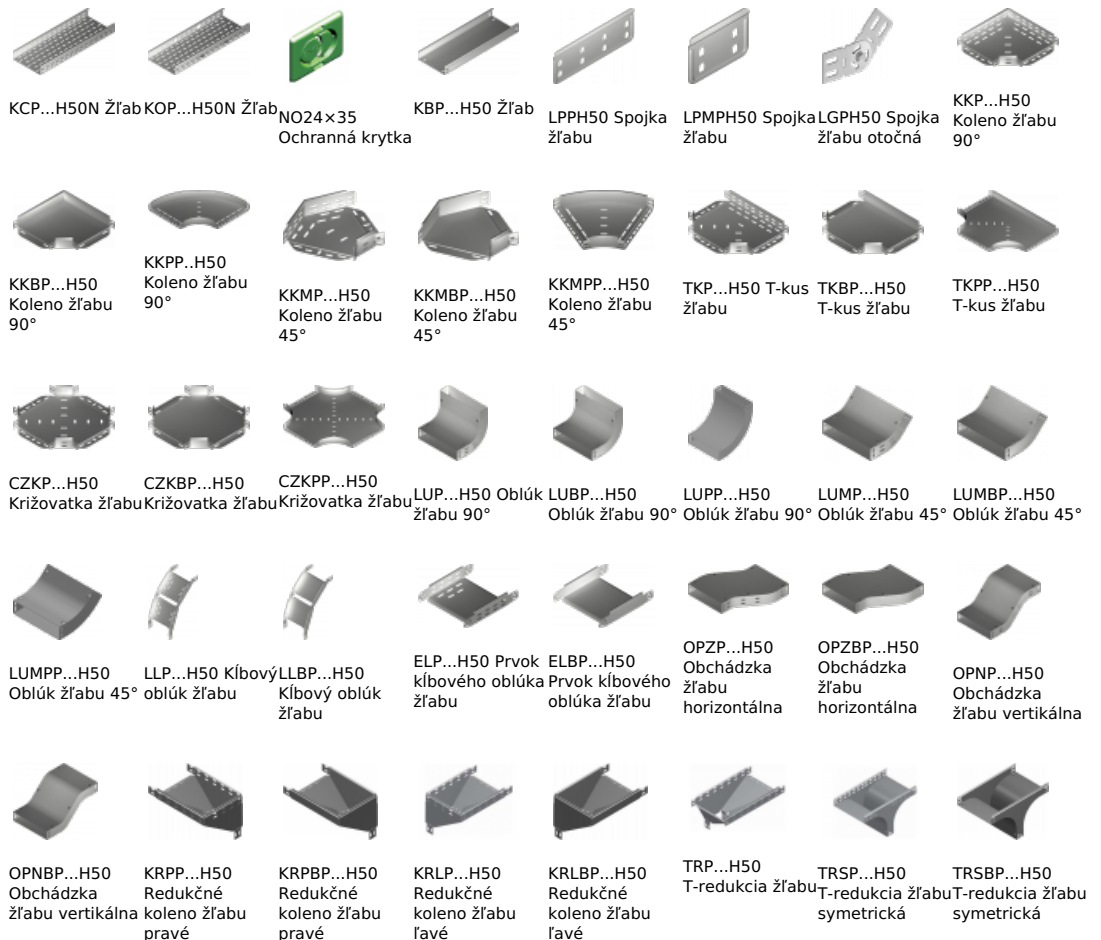 KCP...H50N Žľab
KOP...H50N Žľab
NO24×35
Ochranná krytka
KBP...H50 Žľab
LPPH50 Spojka
žľabu
LPMPH50 Spojka
žľabu
LGPH50 Spojka
žľabu otočná
KKP...H50
Koleno žľabu
90°
KKBP...H50
Koleno žľabu
90°
KKPP..H50
Koleno žľabu
90°
KKMP...H50
Koleno žľabu
45°
KKMBP...H50
Koleno žľabu
45°
KKMPP...H50
Koleno žľabu
45°
TKP...H50 T-kus
žľabu
TKBP...H50
T-kus žľabu
TKPP...H50
T-kus žľabu
CZKP...H50
Križovatka žľabu
CZKBP...H50
Križovatka žľabu
CZKPP...H50
Križovatka žľabu
LUP...H50 Oblúk
žľabu 90°
LUBP...H50
Oblúk žľabu 90°
LUPP...H50
Oblúk žľabu 90°
LUMP...H50
Oblúk žľabu 45°
LUMBP...H50
Oblúk žľabu 45°
LUMPP...H50
Oblúk žľabu 45°
LLP...H50 Kĺbový
oblúk žľabu
LLBP...H50
Kĺbový oblúk
žľabu
ELP...H50 Prvok
kĺbového oblúka
žľabu
ELBP...H50
Prvok kĺbového
oblúka žľabu
OPZP...H50
Obchádzka
žľabu
horizontálna
OPZBP...H50
Obchádzka
žľabu
horizontálna
OPNP...H50
Obchádzka
žľabu vertikálna
OPNBP...H50
Obchádzka
žľabu vertikálna
KRPP...H50
Redukčné
koleno žľabu
pravé
KRPBP...H50
Redukčné
koleno žľabu
pravé
KRLP...H50
Redukčné
koleno žľabu
ľavé
KRLBP...H50
Redukčné
koleno žľabu
ľavé
TRP...H50
T-redukcia žľabu
TRSP...H50
T-redukcia žľabu
symetrická
TRSBP...H50
T-redukcia žľabu
symetrická